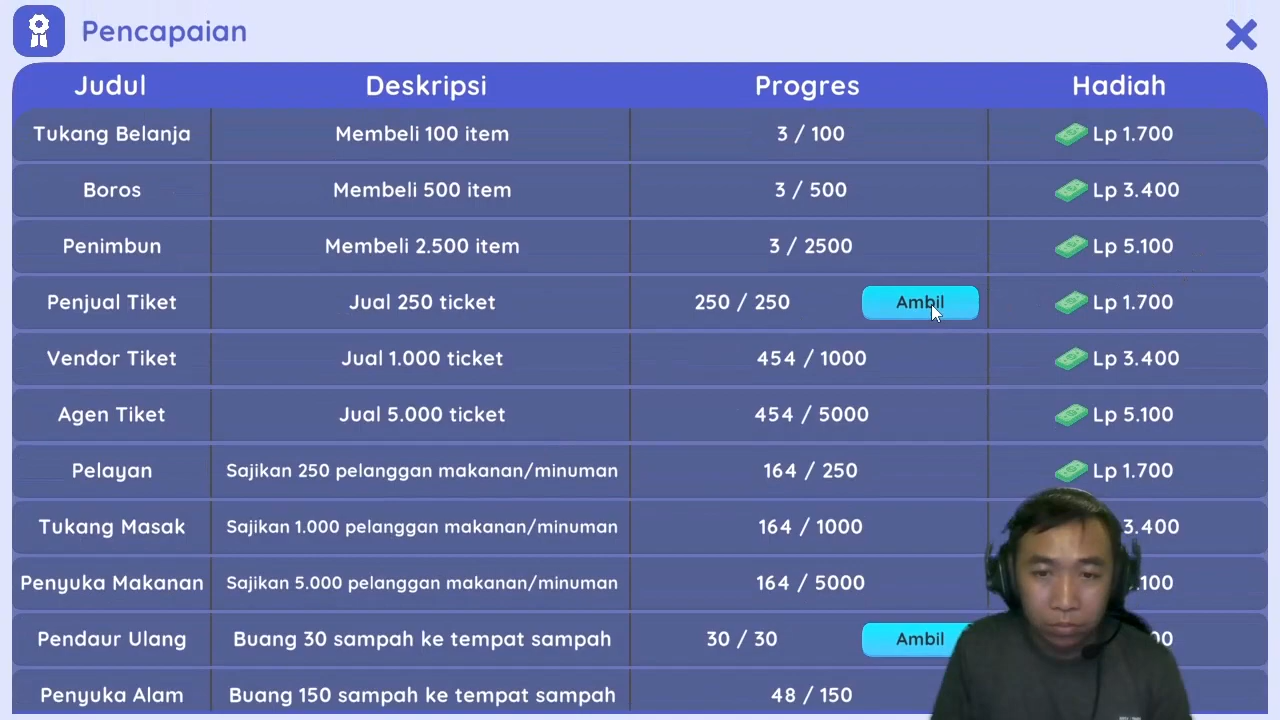 Pencapaian
Judul Deskripsi Progres Hadiah
Tukang Belanja Membeli 100 item 3 / 100 Lp 1.700
Boros Membeli 500 item 3 / 500 Lp 3.400
Penimbun Membeli 2.500 item 3 / 2500 Lp 5.100
Penjual Tiket Jual 250 ticket 250 / 250 Ambil Lp 1.700
Vendor Tiket Jual 1.000 ticket 454 / 1000 Lp 3.400
Agen Tiket Jual 5.000 ticket 454 / 5000 Lp 5.100
Pelayan Sajikan 250 pelanggan makanan/minuman 164 / 250 Lp 1.700
Tukang Masak Sajikan 1.000 pelanggan makanan/minuman 164 / 1000 3.400
Penyuka Makanan Sajikan 5.000 pelanggan makanan/minuman 164 / 5000 .100
Pendaur Ulang Buang 30 sampah ke tempat sampah 30 / 30 Ambil
Penyuka Alam Buang 150 sampah ke tempat sampah 48 / 150